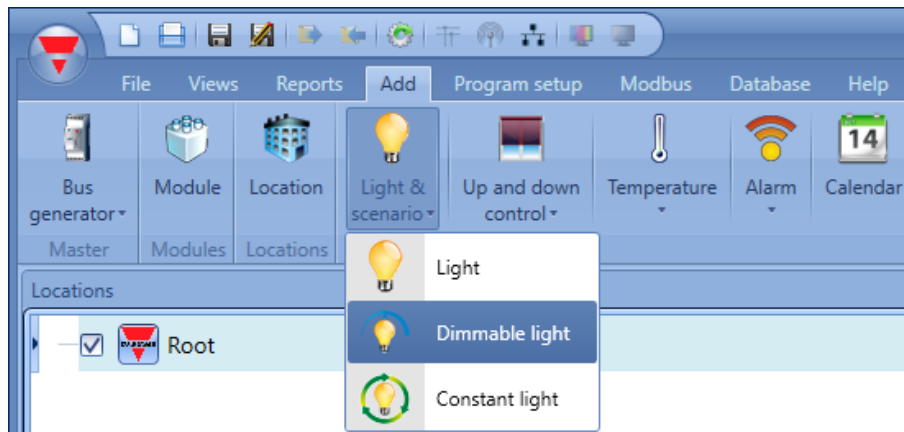 File Views Reports Add Program setup Modbus Database Help
14
Bus generator
Module
Location
Light & scenario
Up and down control
Temperature
Alarm
Calendar
Master Modules Locations
Light
Locations
Dimmable light
Root
Constant light